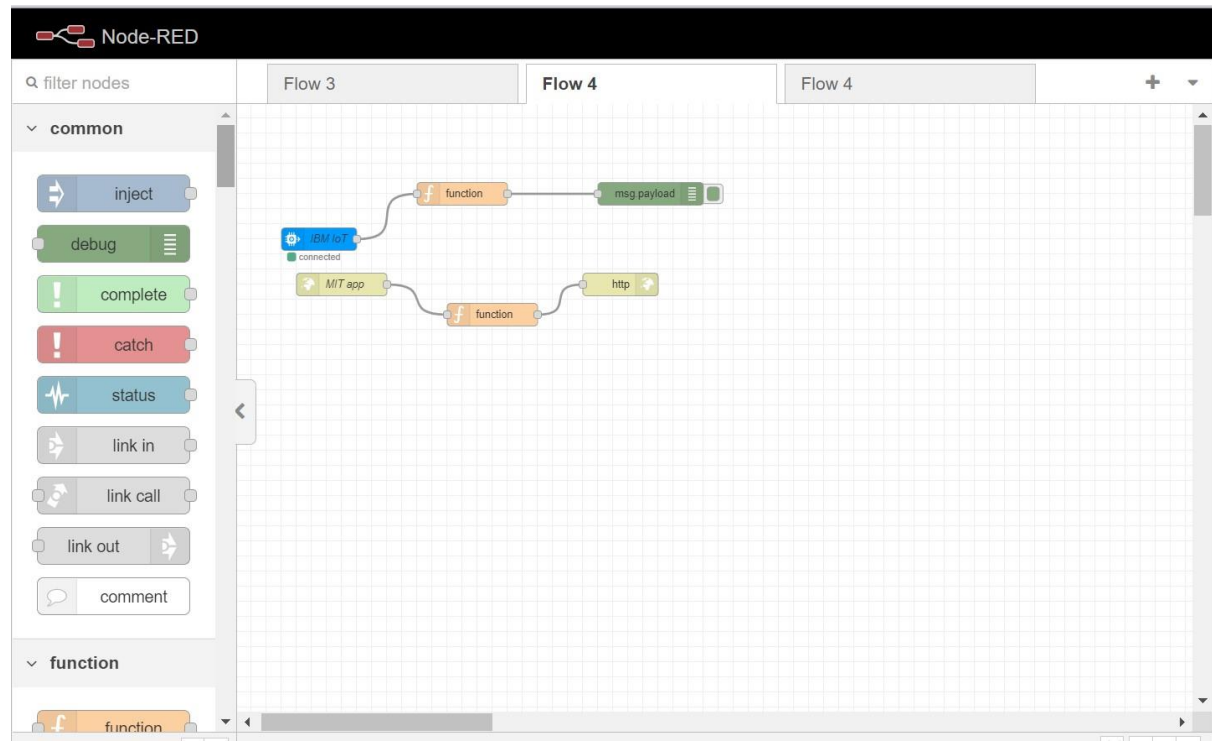 Node-RED
filter nodes
Flow 3
Flow 4
Flow 4
common
inject
debug
complete
catch
status
link in
link call
link out
comment
function
function
function
msg.payload
IBM IoT
connected
MIT app
http
function